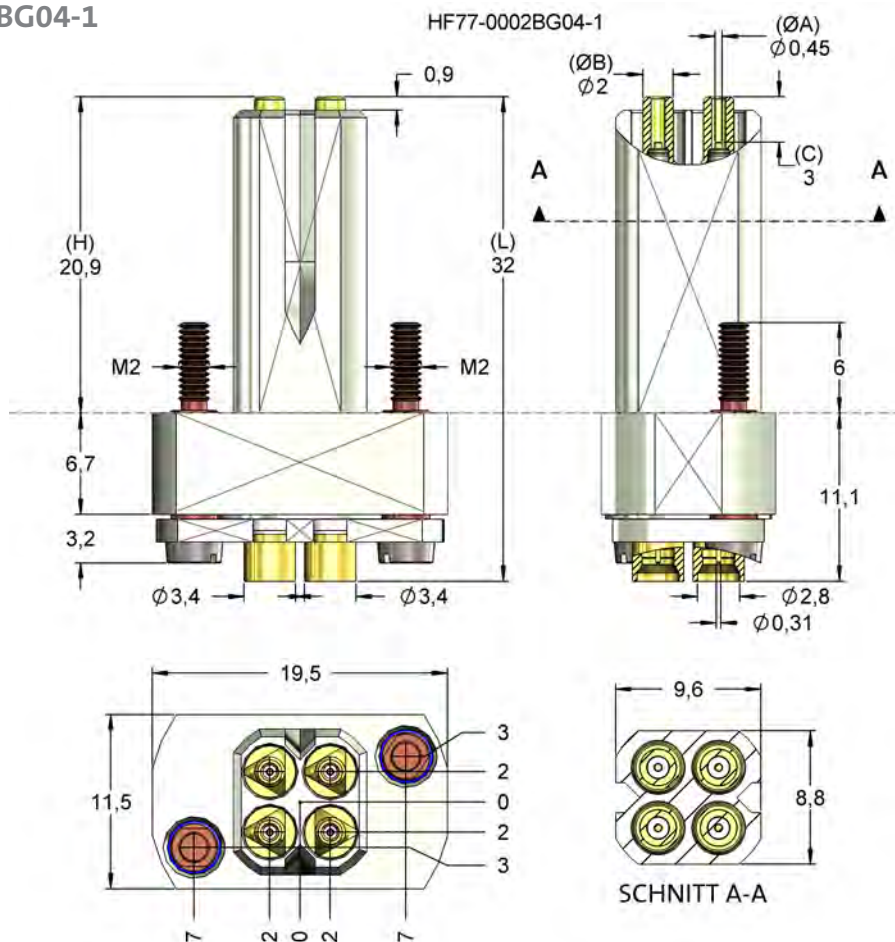 BG04-1
HF77-0002BG04-1
(ØA)
Ø0,45
(ØB)
Ø2
0,9
(C)
3
A
A
(H)
20,9
(L)
32
M2
M2
6
6,7
11,1
3,2
Ø3,4
Ø3,4
Ø2,8
Ø0,31
19,5
9,6
3
2
0
2
3
11,5
8,8
SCHNITT A-A
7
2
0
2
7